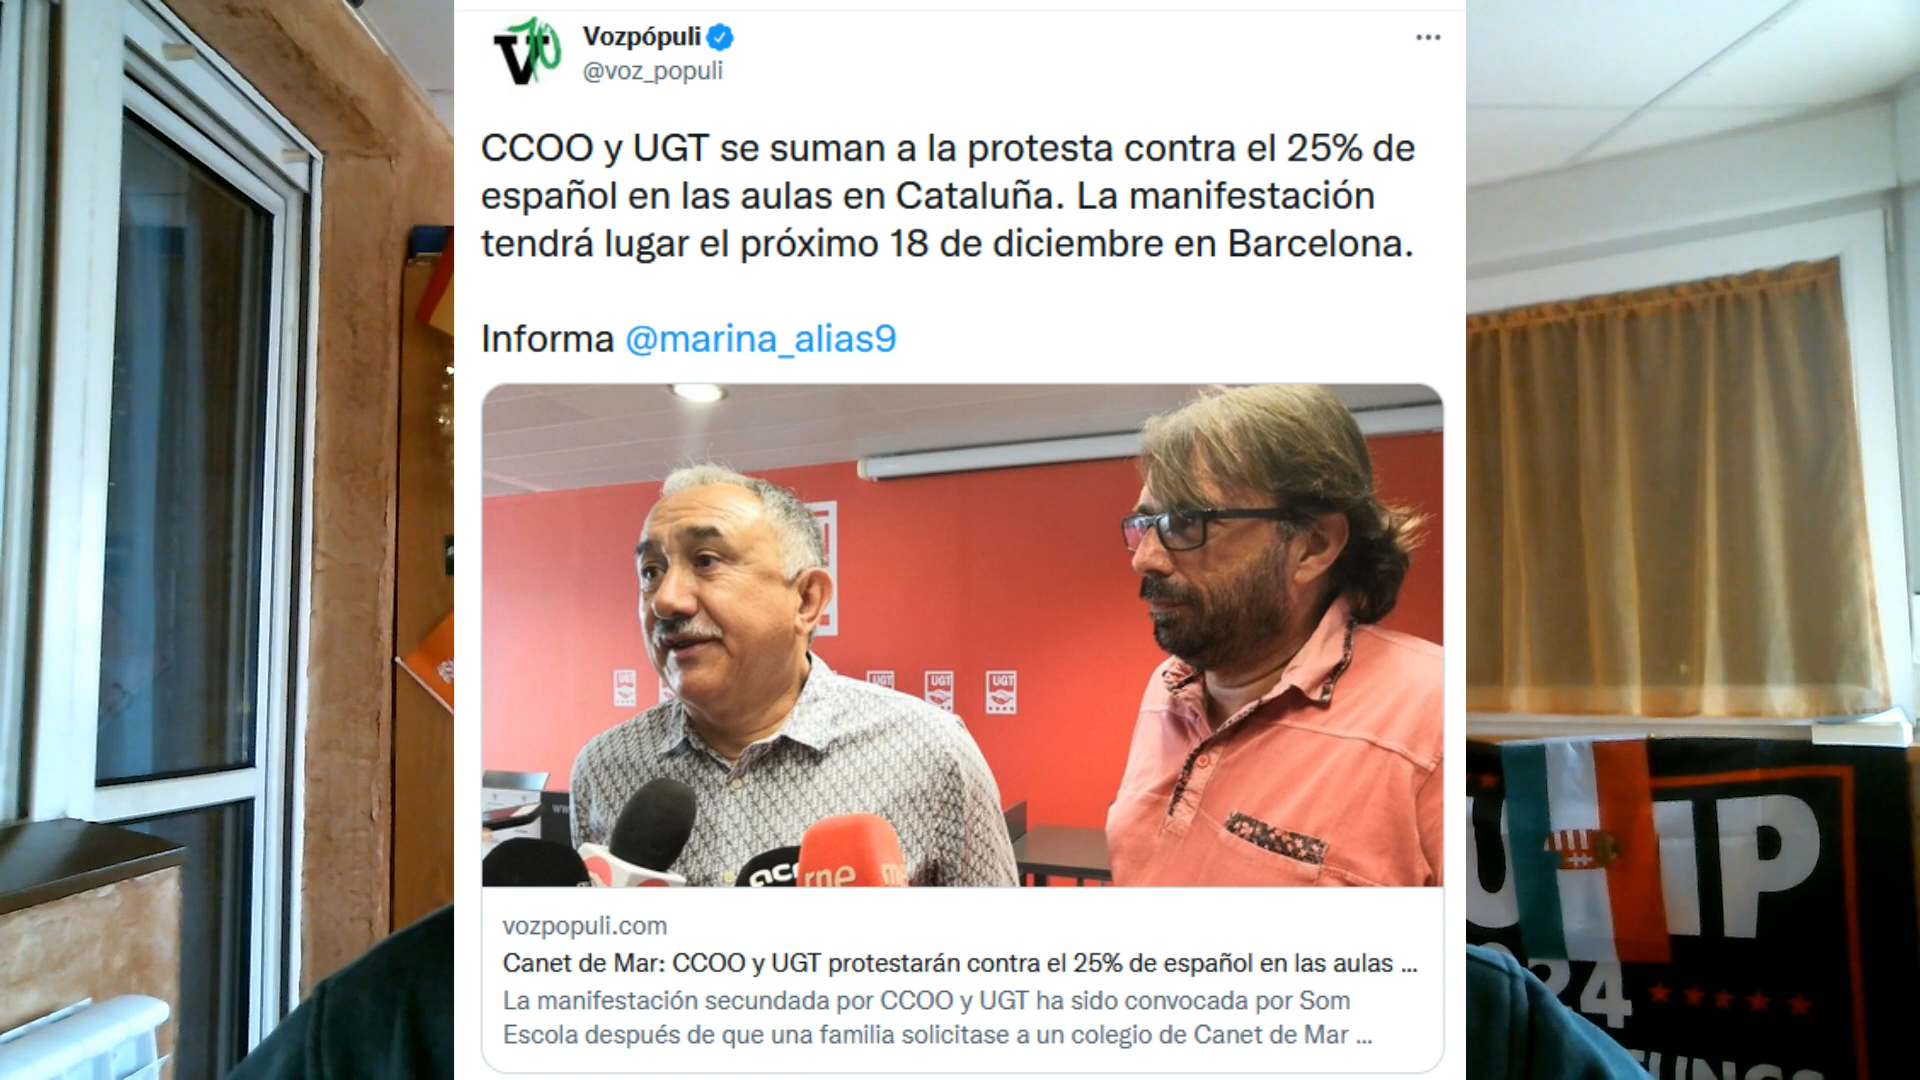 Vozpópuli
@voz_populi
CCOO y UGT se suman a la protesta contra el 25% de
español en las aulas en Cataluña. La manifestación
tendrá lugar el próximo 18 de diciembre en Barcelona.
Informa @marina_alias9
UGT
UGT
UGT
UGT
ww
rne
vozpopuli.com
Canet de Mar: CCOO y UGT protestarán contra el 25% de español en las aulas ...
La manifestación secundada por CCOO y UGT ha sido convocada por Som
Escola después de que una familia solicitase a un colegio de Canet de Mar ...
24